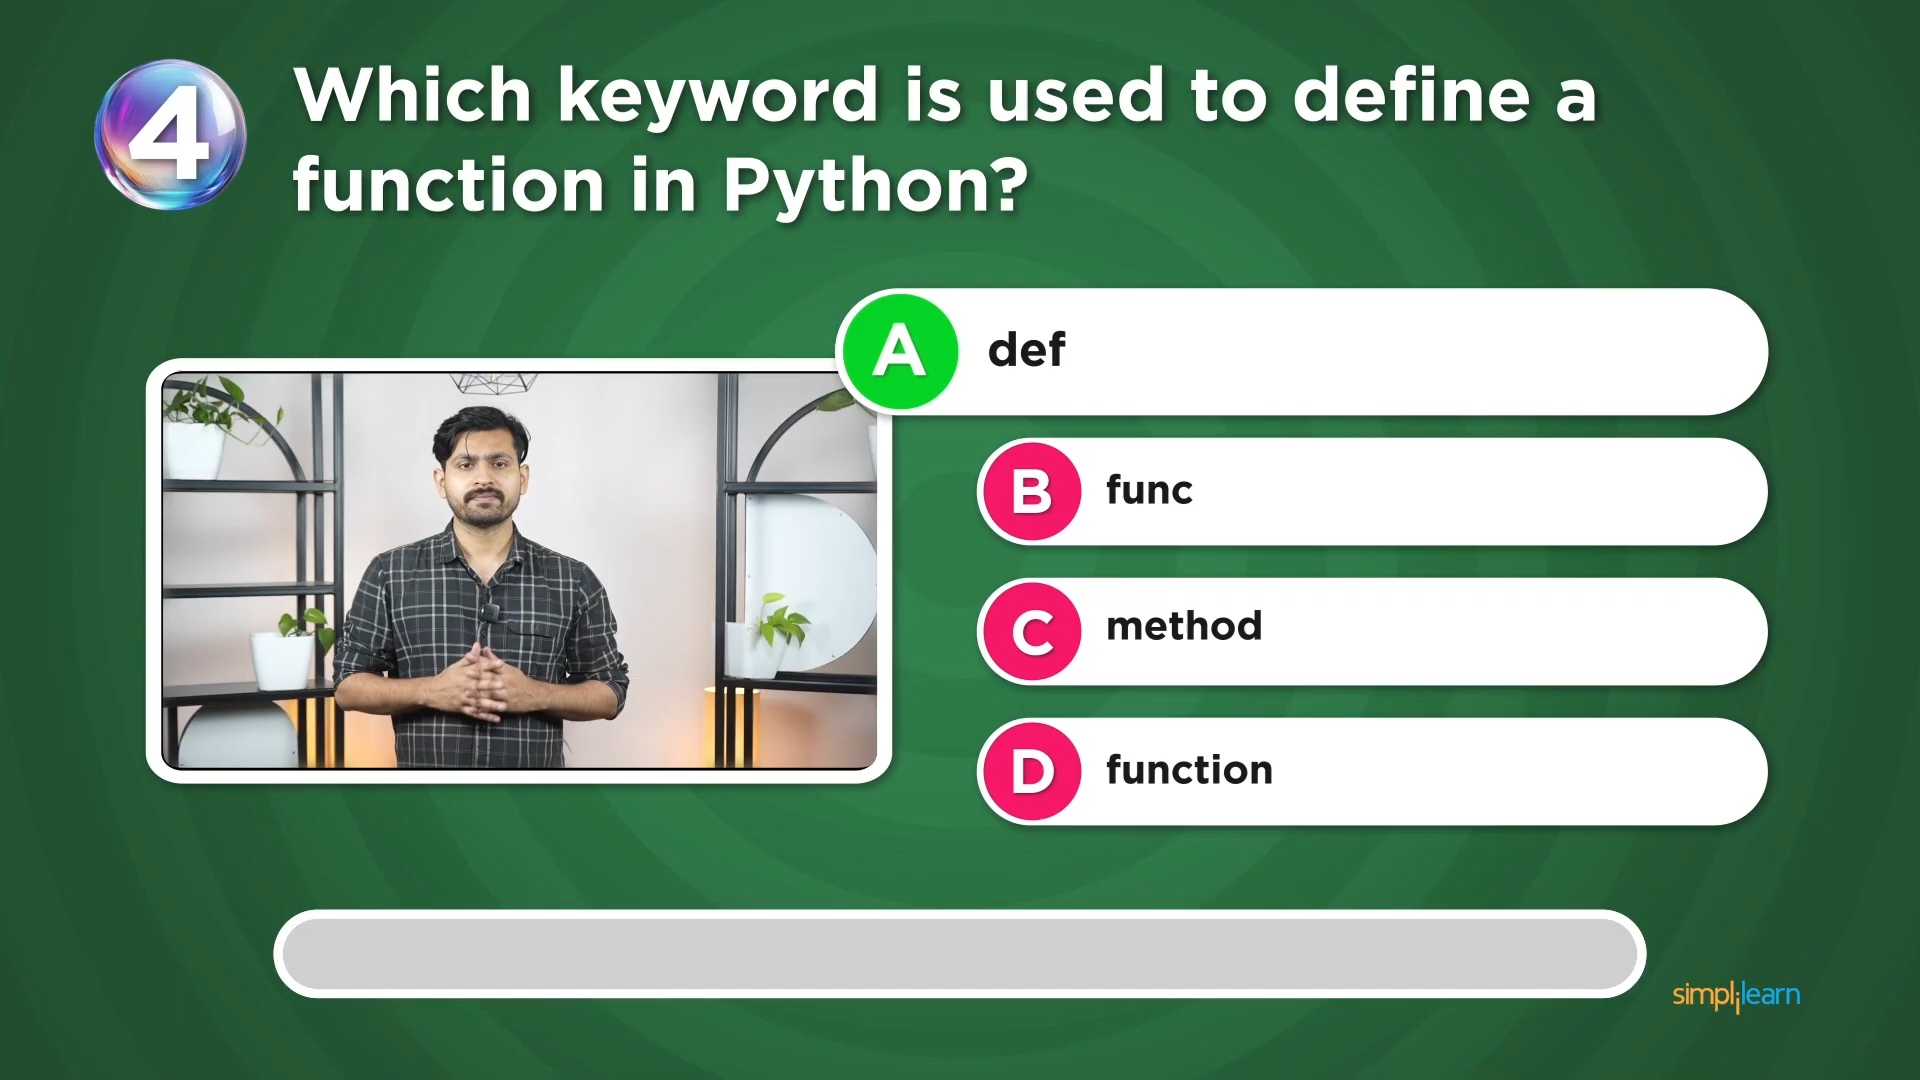 4
Which keyword is used to define a
function in Python?
A def
B func
C method
D function
simplilearn